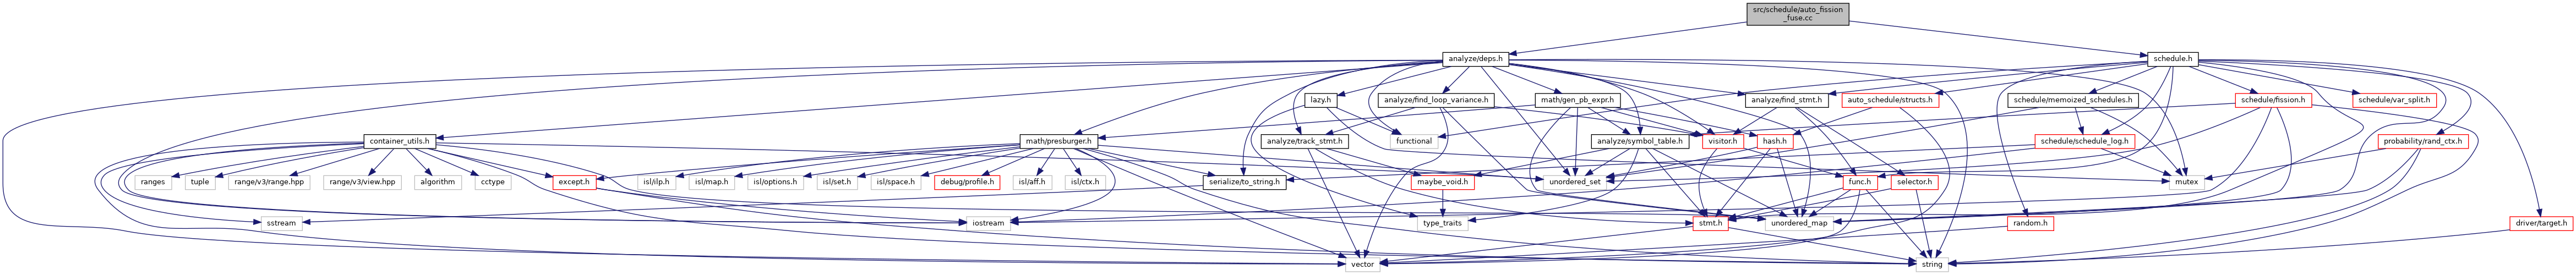 src/schedule/auto_fission
_fuse.cc
analyze/deps.h
schedule.h
lazy.h
analyze/find_loop_variance.h
math/gen_pb_expr.h
analyze/find_stmt.h
auto_schedule/structs.h
schedule/memoized_schedules.h
schedule/fission.h
schedule/var_split.h
container_utils.h
math/presburger.h
analyze/track_stmt.h
functional
analyze/symbol_table.h
visitor.h
hash.h
schedule/schedule_log.h
probability/rand_ctx.h
ranges
tuple
range/v3/range.hpp
range/v3/view.hpp
algorithm
cctype
except.h
isl/ilp.h
isl/map.h
isl/options.h
isl/set.h
isl/space.h
debug/profile.h
isl/aff.h
isl/ctx.h
serialize/to_string.h
maybe_void.h
unordered_set
func.h
selector.h
mutex
sstream
iostream
type_traits
stmt.h
unordered_map
random.h
driver/target.h
vector
string